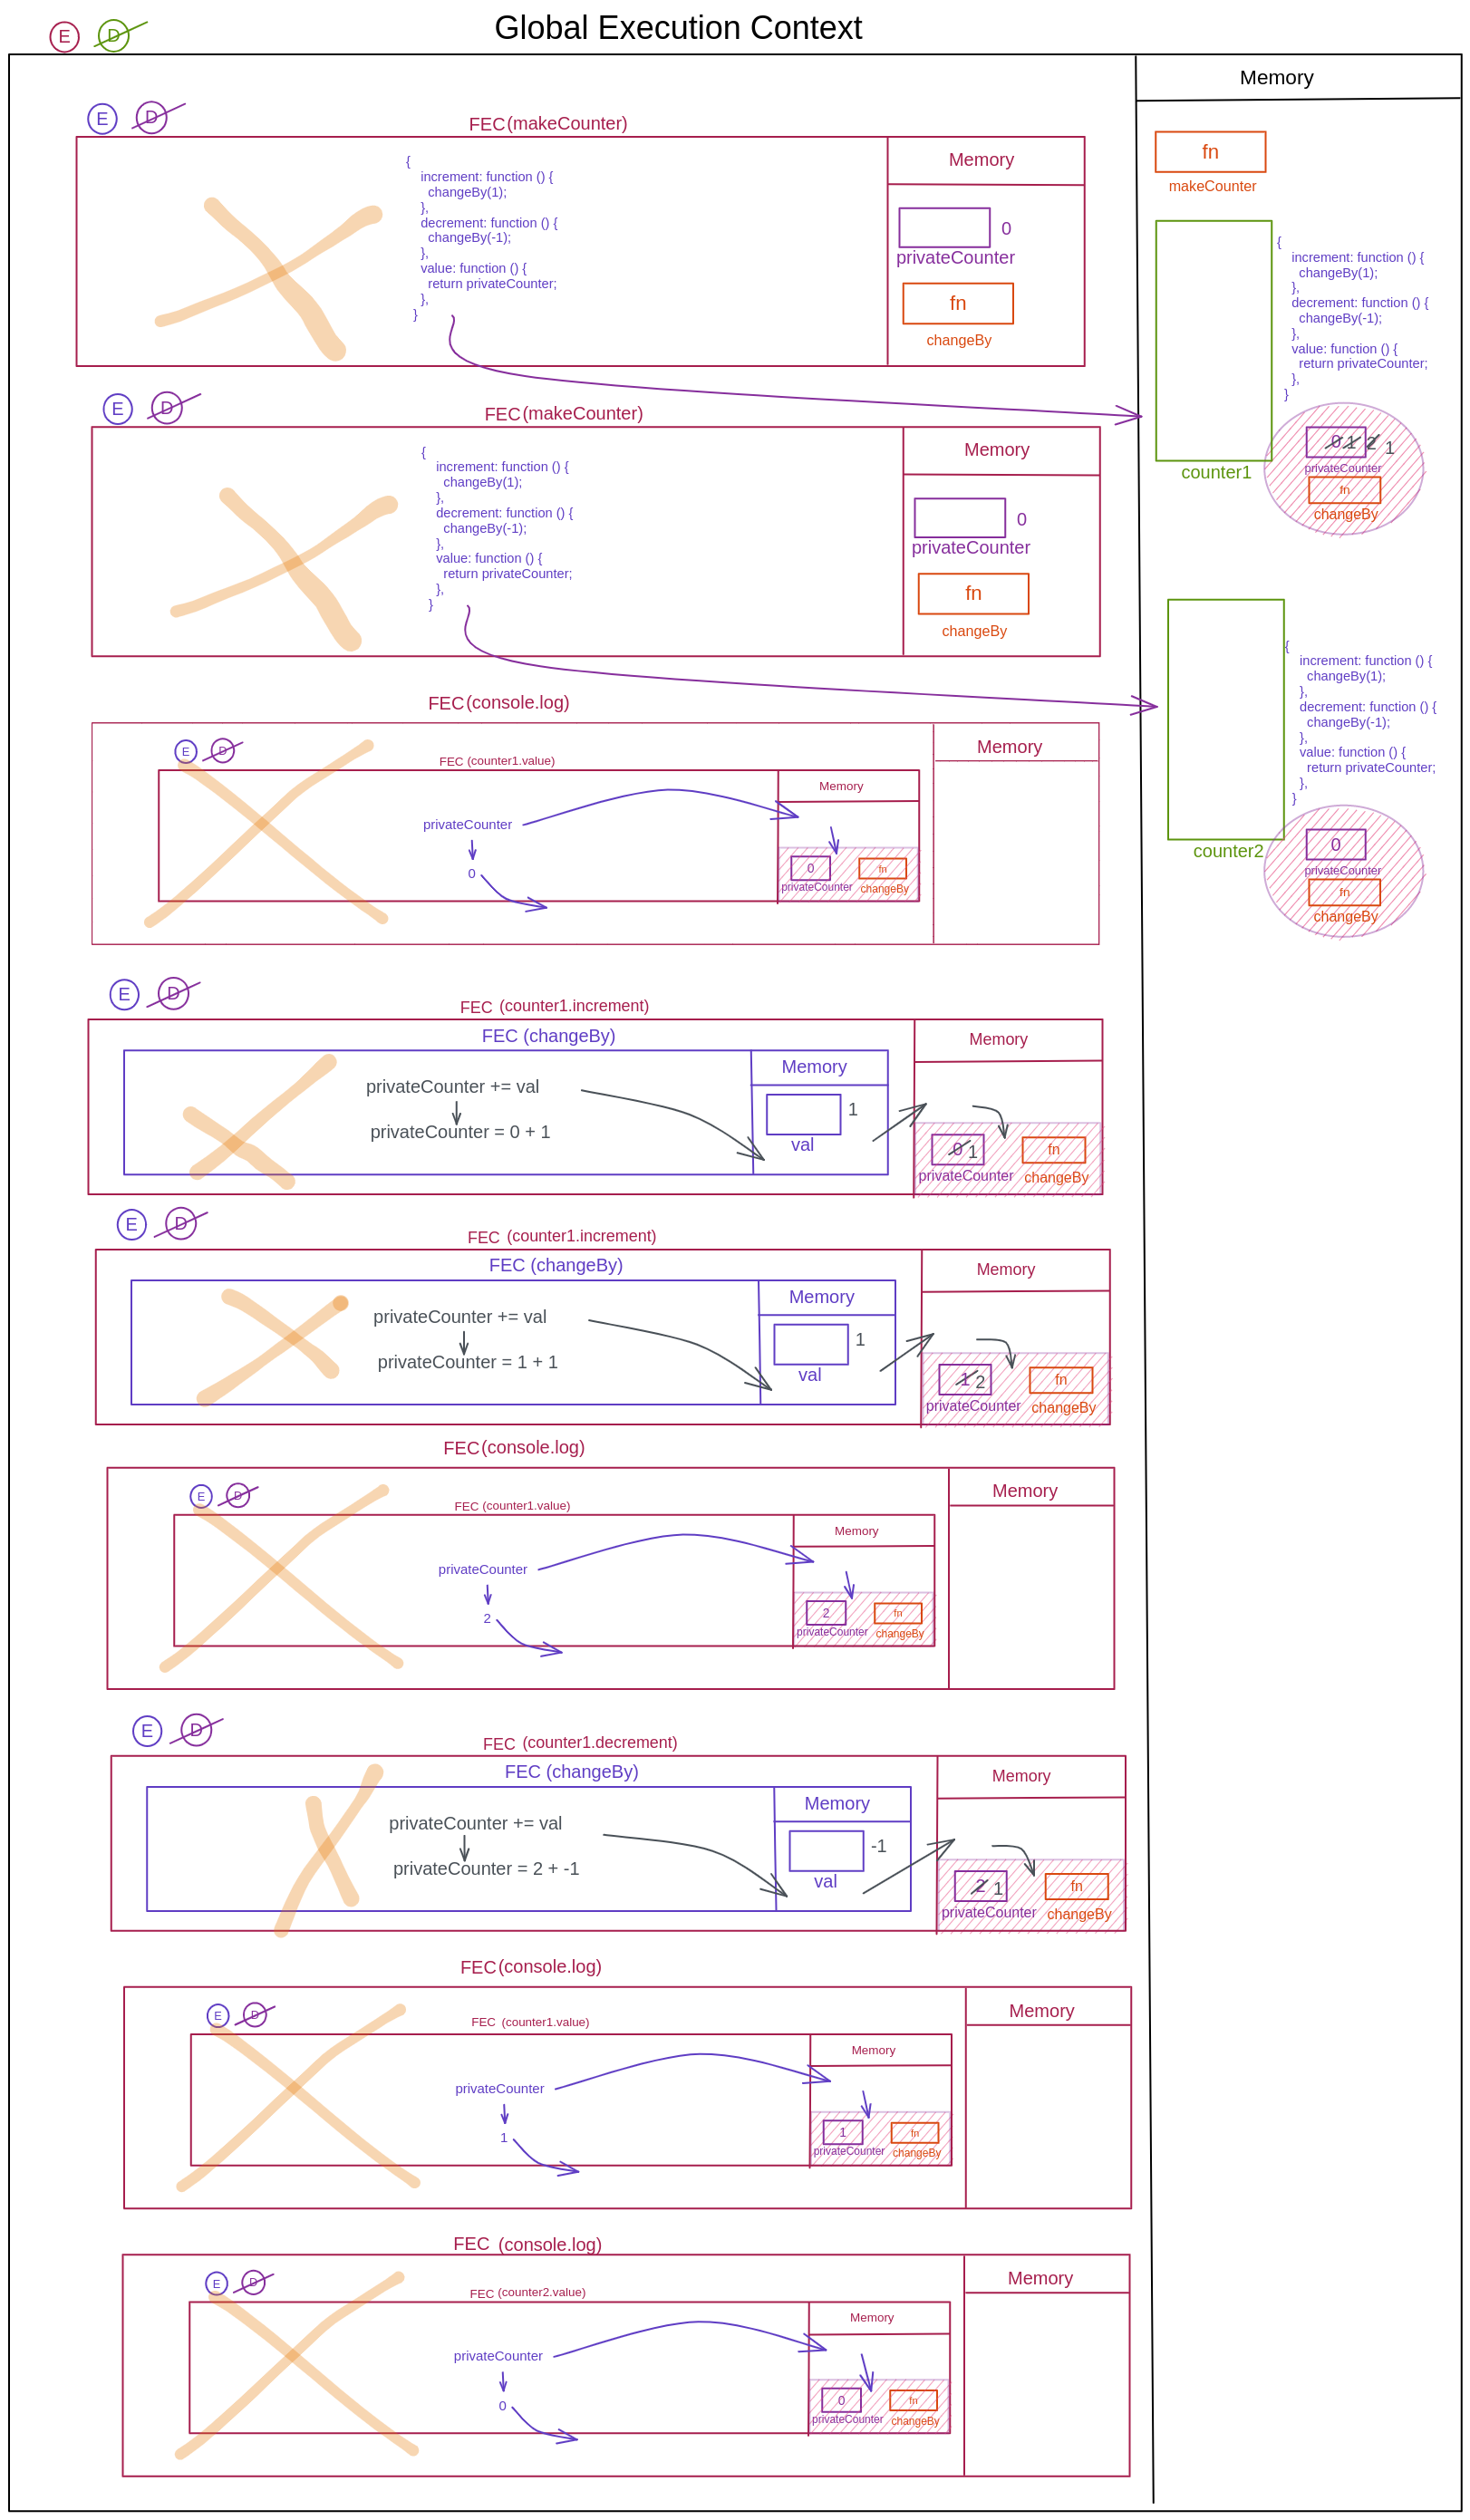 Global Execution Context
E D
Memory
E D
FEC (makeCounter)
{
increment: function () {
changeBy(1);
},
decrement: function () {
changeBy(-1);
},
value: function () {
return privateCounter;
},
}
Memory
0
privateCounter
fn
changeBy
fn
makeCounter
{
increment: function () {
changeBy(1);
},
decrement: function () {
changeBy(-1);
},
value: function () {
return privateCounter;
},
}
counter1
0 1 2 1
privateCounter
fn
changeBy
E D
FEC (makeCounter)
{
increment: function () {
changeBy(1);
},
decrement: function () {
changeBy(-1);
},
value: function () {
return privateCounter;
},
}
Memory
0
privateCounter
fn
changeBy
{
increment: function () {
changeBy(1);
},
decrement: function () {
changeBy(-1);
},
value: function () {
return privateCounter;
},
}
counter2
0
privateCounter
fn
changeBy
FEC (console.log)
Memory
E D
FEC (counter1.value)
Memory
privateCounter
0
0 fn
privateCounter changeBy
E D
FEC (counter1.increment)
FEC (changeBy)
Memory
Memory
privateCounter += val
1
privateCounter = 0 + 1
val
0 1 fn
privateCounter changeBy
E D
FEC (counter1.increment)
FEC (changeBy)
Memory
Memory
privateCounter += val
1
privateCounter = 1 + 1
val
1 2 fn
privateCounter changeBy
FEC (console.log)
Memory
E D
FEC (counter1.value)
Memory
privateCounter
2
2 fn
privateCounter changeBy
E D
FEC (counter1.decrement)
FEC (changeBy)
Memory
Memory
privateCounter += val
-1
privateCounter = 2 + -1
val
2 1 fn
privateCounter changeBy
FEC (console.log)
Memory
E D
FEC (counter1.value)
Memory
privateCounter
1
1 fn
privateCounter changeBy
FEC (console.log)
Memory
E D
FEC (counter2.value)
Memory
privateCounter
0
0 fn
privateCounter changeBy